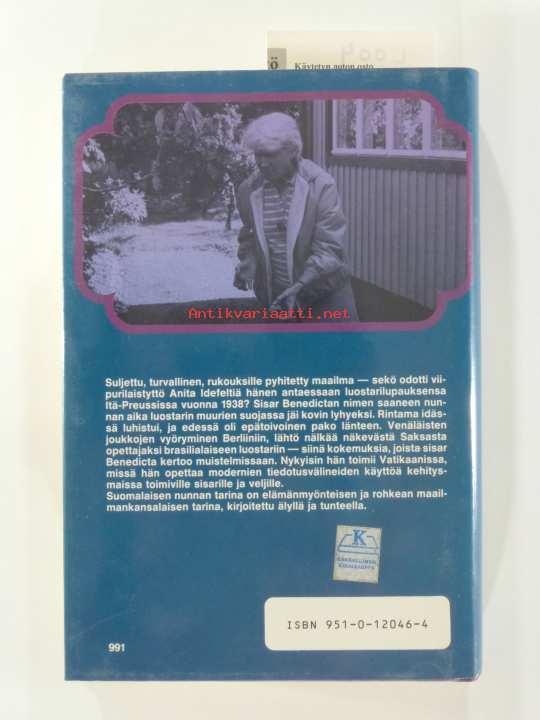 Käytetyn auton osto
Antikvariaatti.net
Suljettu, turvallinen, rukouksille pyhitetty maailma — sekö odotti vii-
purilaistyttö Anita Idefeltiä hänen antaessaan luostarilupauksensa
Itä-Preussissa vuonna 1938? Sisar Benedictan nimen saaneen nun-
nan aika luostarin muurien suojassa jäi kovin lyhyeksi. Rintama idäs-
sä luhistui, ja edessä oli epätoivoinen pako länteen. Venäläisten
joukkojen vyöryminen Berliiniin, lähtö nälkää näkevästä Saksasta
opettajaksi brasilialaiseen luostariin — siinä kokemuksia, joista sisar
Benedicta kertoo muistelmissaan. Nykyisin hän toimii Vatikaanissa,
missä hän opettaa modernien tiedotusvälineiden käyttöä kehitys-
maissa toimiville sisarille ja veljille.
Suomalaisen nunnan tarina on elämänmyönteisen ja rohkean maail-
mankansalaisen tarina, kirjoitettu älyllä ja tunteella.
K
ISBN 951-0-12046-4
991